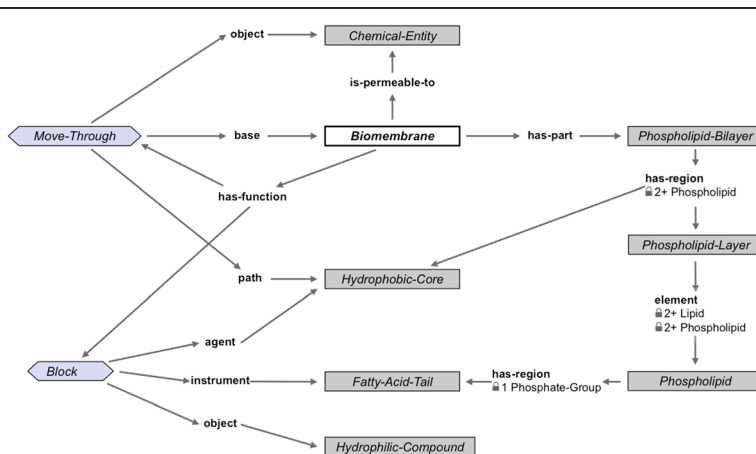 object
Chemical-Entity
is-permeable-to
Move-Through
base
Biomembrane
has-part
Phospholipid-Bilayer
has-function
has-region
2+ Phospholipid
Phospholipid-Layer
path
Hydrophobic-Core
element
2+ Lipid
2+ Phospholipid
agent
Block
instrument
Fatty-Acid-Tail
has-region
1 Phosphate-Group
Phospholipid
object
Hydrophilic-Compound